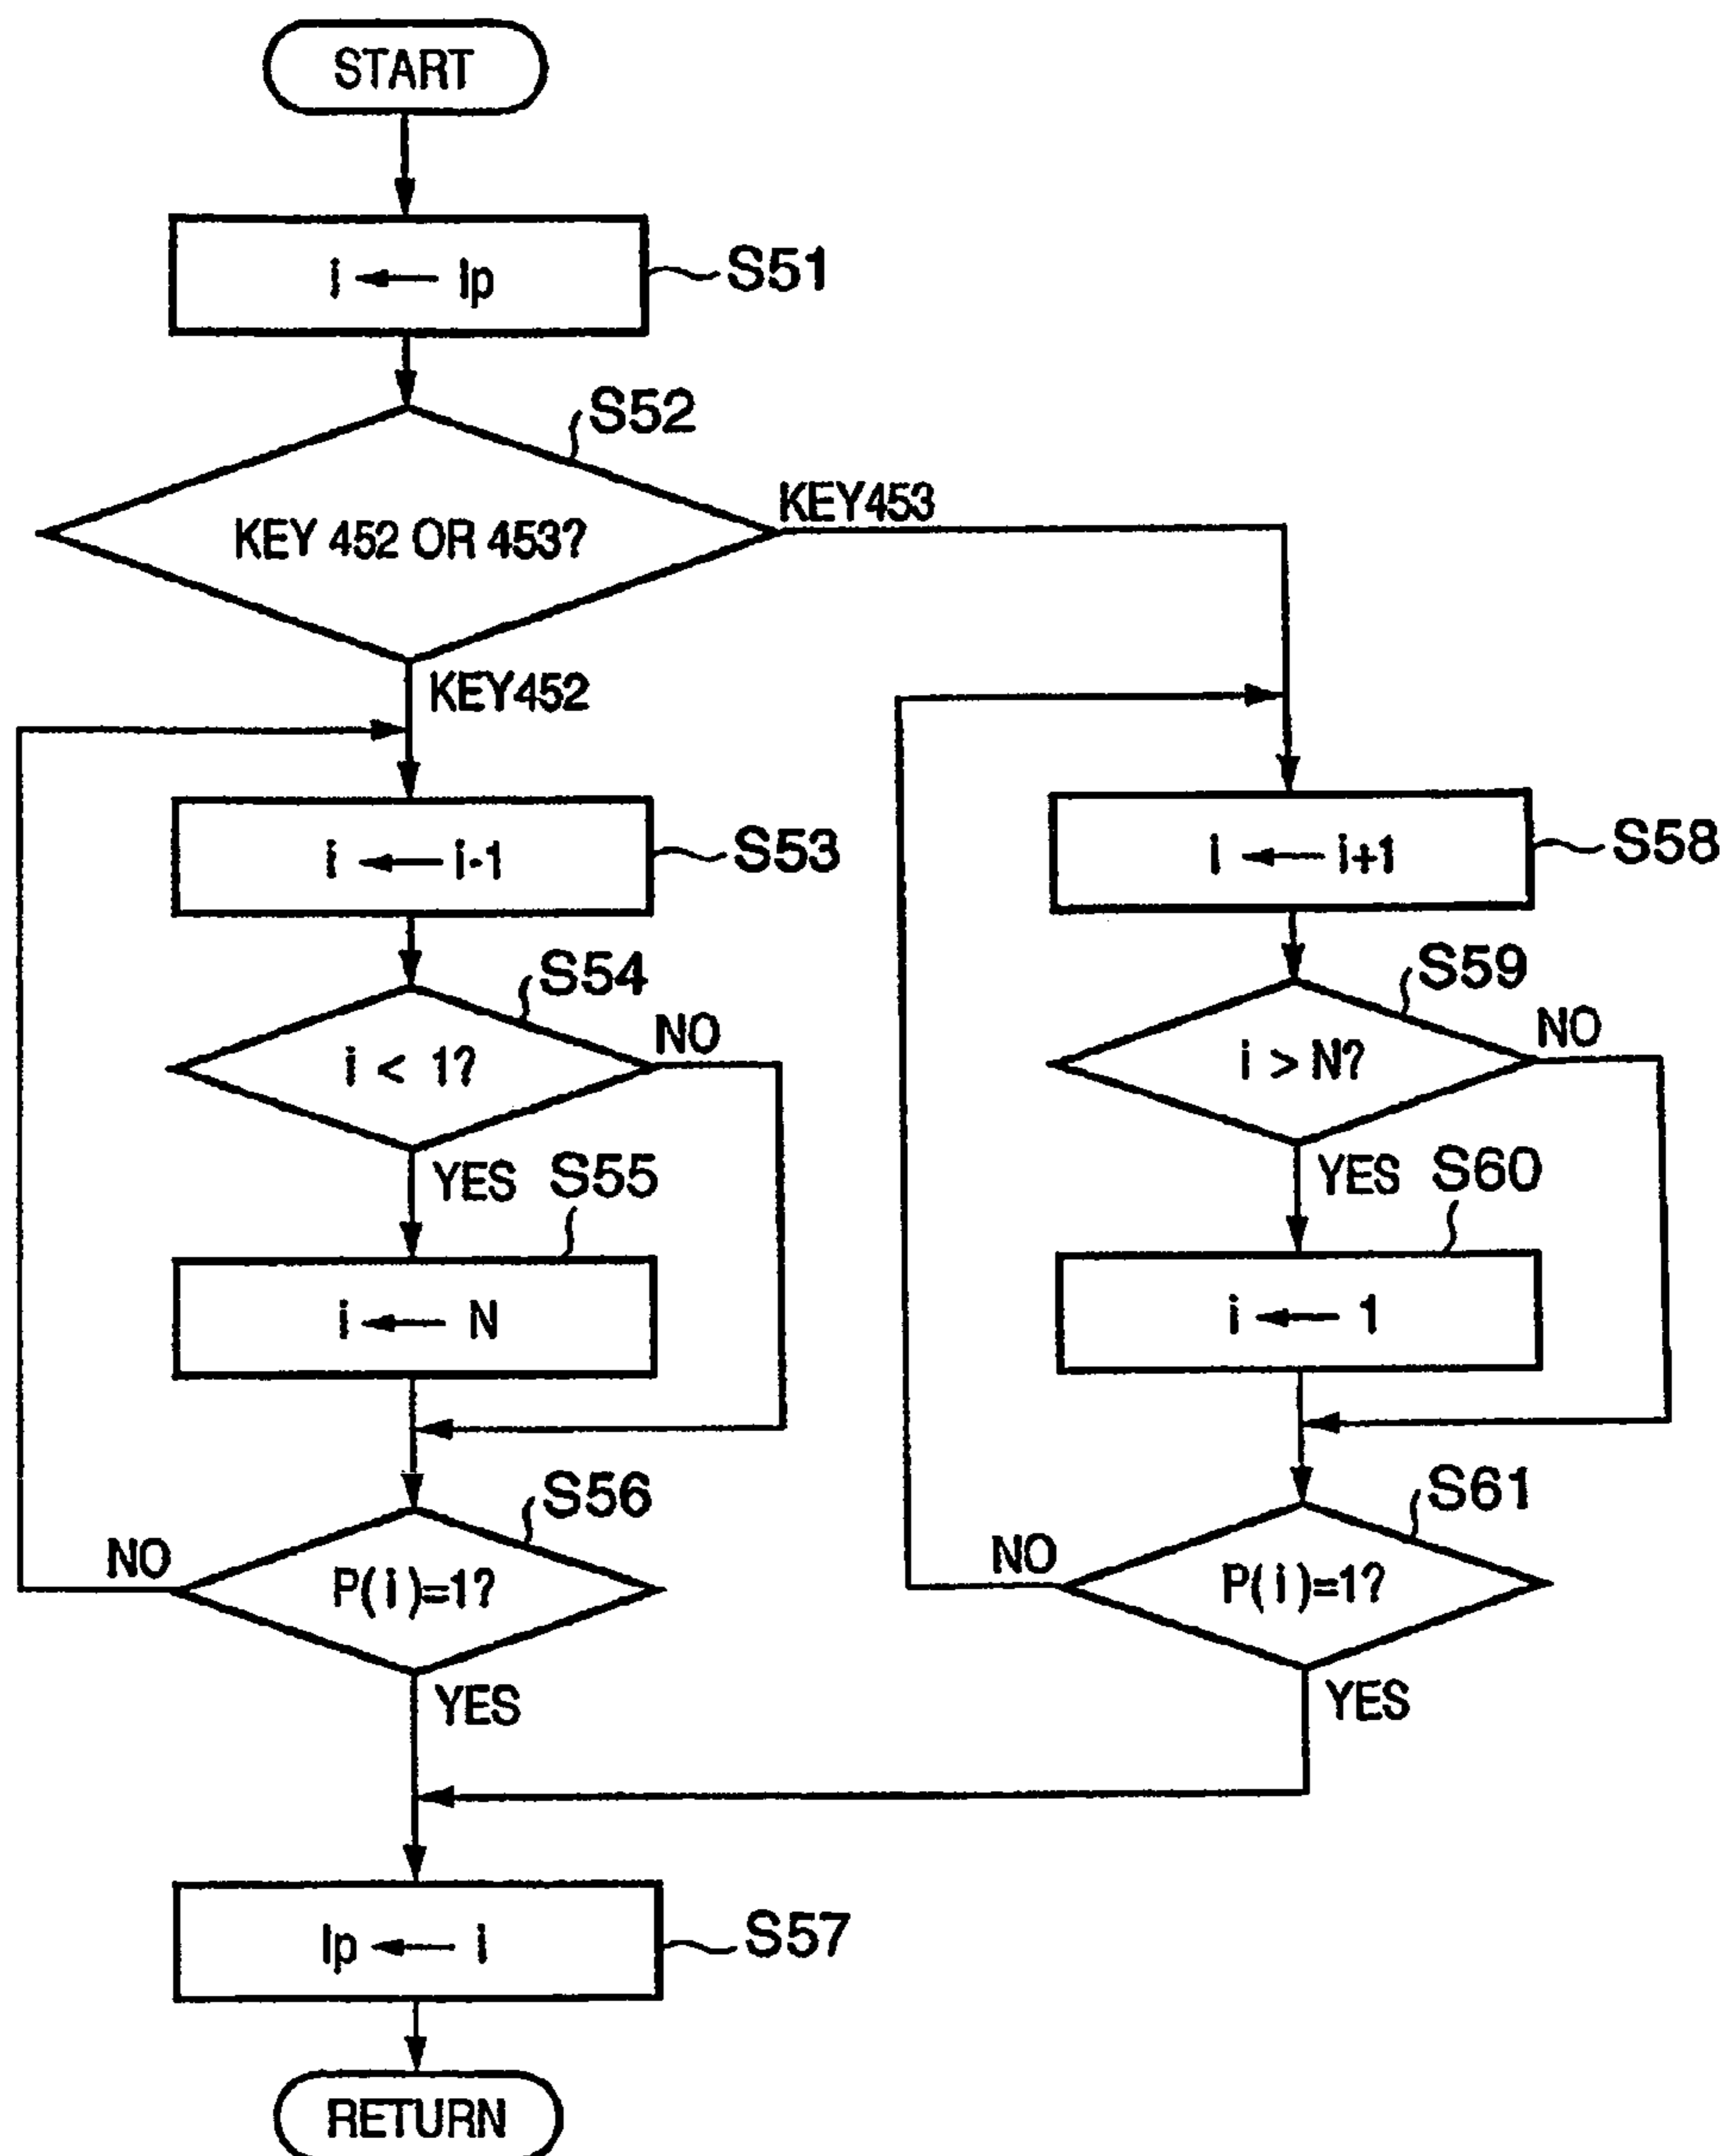 START
i ← Ip
S51
S52
KEY 452 OR 453?
KEY453
KEY452
i ← i-1
S53
S54
i < 1?
NO
YES
S55
i ← N
S56
P(i)=1?
NO
YES
i ← i+1
S58
S59
i > N?
NO
YES
S60
i ← 1
S61
P(i)=1?
NO
YES
Ip ← i
S57
RETURN